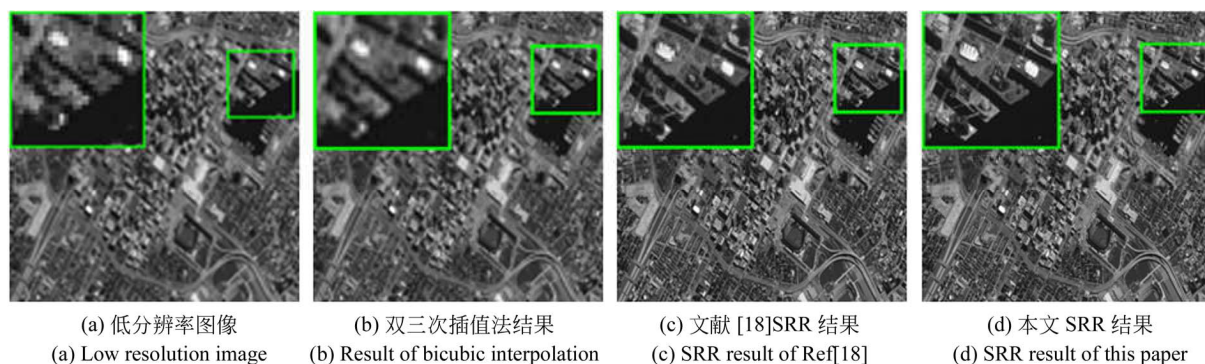 (a) 低分辨率图像
(b) 双三次插值法结果
(c) 文献 [18]SRR 结果
(d) 本文 SRR 结果
(a) Low resolution image
(b) Result of bicubic interpolation
(c) SRR result of Ref[18]
(d) SRR result of this paper